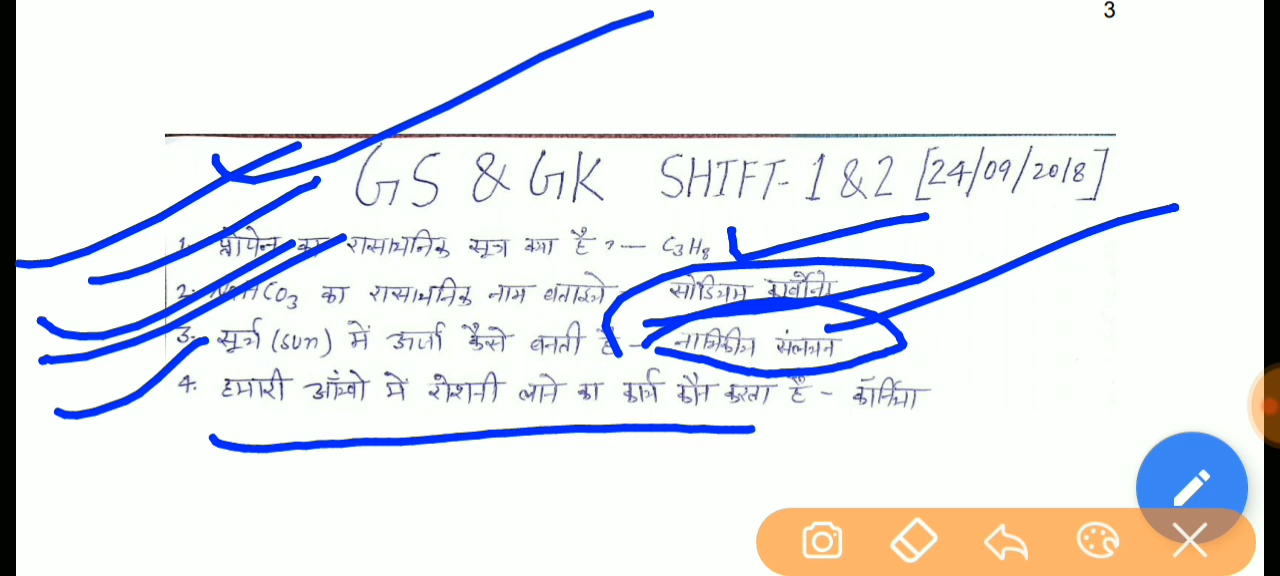 3
GS & GK SHIFT-1 & 2 [24/09/2018]
1. प्रोपेन का रासायनिक सूत्र क्या है ? — C3H8
2. NaHCO3 का रासायनिक नाम बताइये - सोडियम
3. सूर्य (sun) में ऊर्जा कैसे बनती है - नाभिकीय संलयन
4. हमारी आँखो में रोशनी लाने का कार्य कौन करता है - कॉर्निया